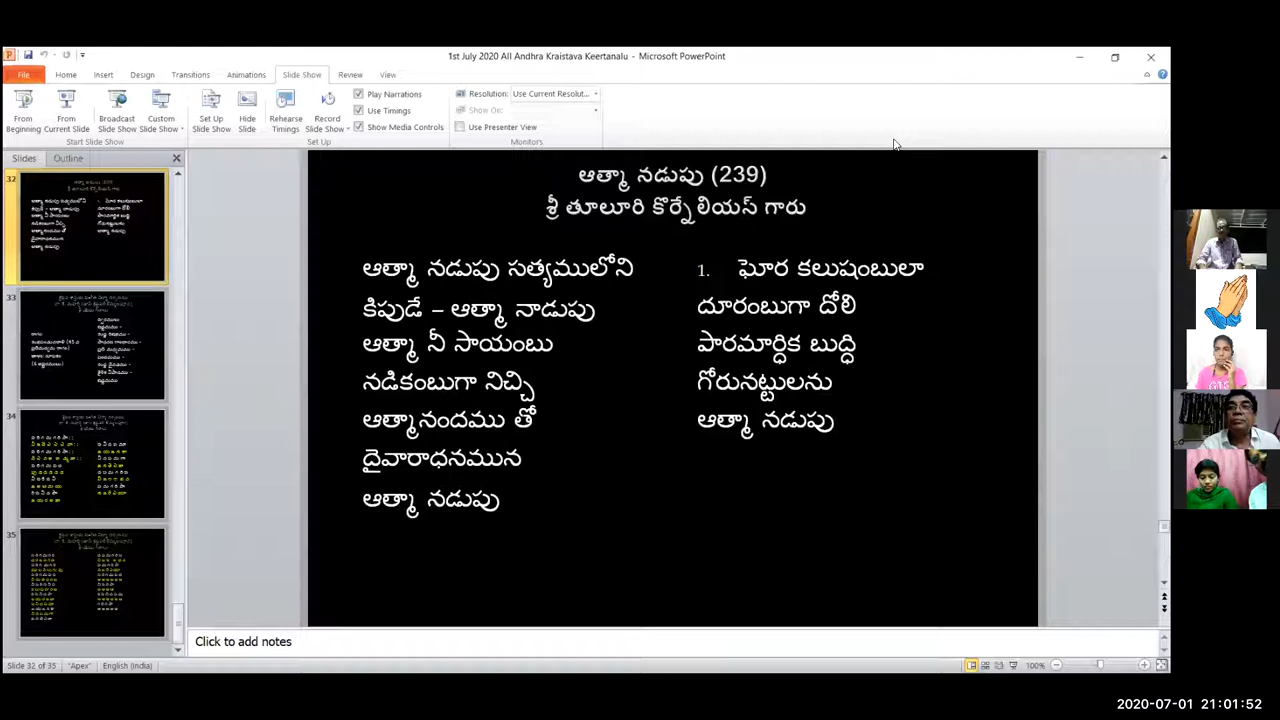 1st July 2020 All Andhra Kraistava Keertanalu - Microsoft PowerPoint
File Home Insert Design Transitions Animations Slide Show Review View
From Beginning
From Current Slide
Broadcast Slide Show
Custom Slide Show
Start Slide Show
Set Up Slide Show
Hide Slide
Rehearse Timings
Record Slide Show
Play Narrations
Use Timings
Show Media Controls
Set Up
Resolution: Use Current Resolut...
Show On:
Use Presenter View
Monitors
Slides Outline
32
33
34
35
ఆత్మా నడుపు (239)
శ్రీ తూలూరి కొర్నేలియస్ గారు
ఆత్మా నడుపు సత్యములోని
కిపుడే – ఆత్మా నాడుపు
ఆత్మా నీ సాయంబు
నడికంబుగా నిచ్చి
ఆత్మానందము తో
దైవారాధనమున
ఆత్మా నడుపు
1. ఘోర కలుషంబులా
దూరంబుగా దోలి
పారమార్ధిక బుద్ధి
గోరునట్టులను
ఆత్మా నడుపు
Click to add notes
Slide 32 of 35 "Apex" English (India) 100%
2020-07-01 21:01:52